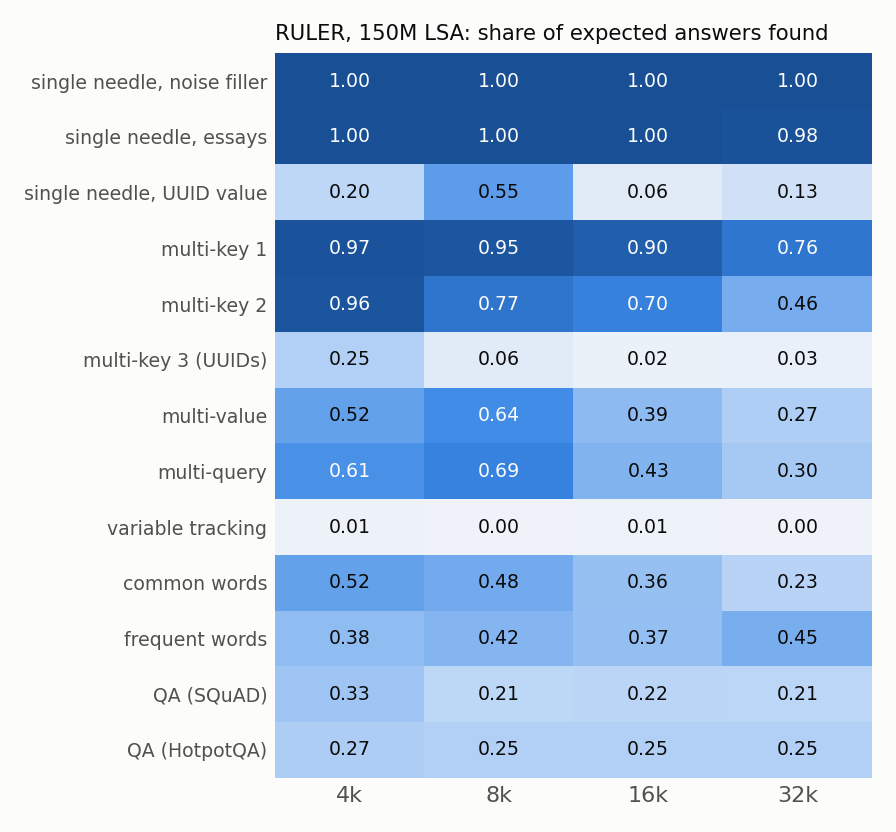 RULER, 150M LSA: share of expected answers found
single needle, noise filler 1.00 1.00 1.00 1.00
single needle, essays 1.00 1.00 1.00 0.98
single needle, UUID value 0.20 0.55 0.06 0.13
multi-key 1 0.97 0.95 0.90 0.76
multi-key 2 0.96 0.77 0.70 0.46
multi-key 3 (UUIDs) 0.25 0.06 0.02 0.03
multi-value 0.52 0.64 0.39 0.27
multi-query 0.61 0.69 0.43 0.30
variable tracking 0.01 0.00 0.01 0.00
common words 0.52 0.48 0.36 0.23
frequent words 0.38 0.42 0.37 0.45
QA (SQuAD) 0.33 0.21 0.22 0.21
QA (HotpotQA) 0.27 0.25 0.25 0.25
4k 8k 16k 32k